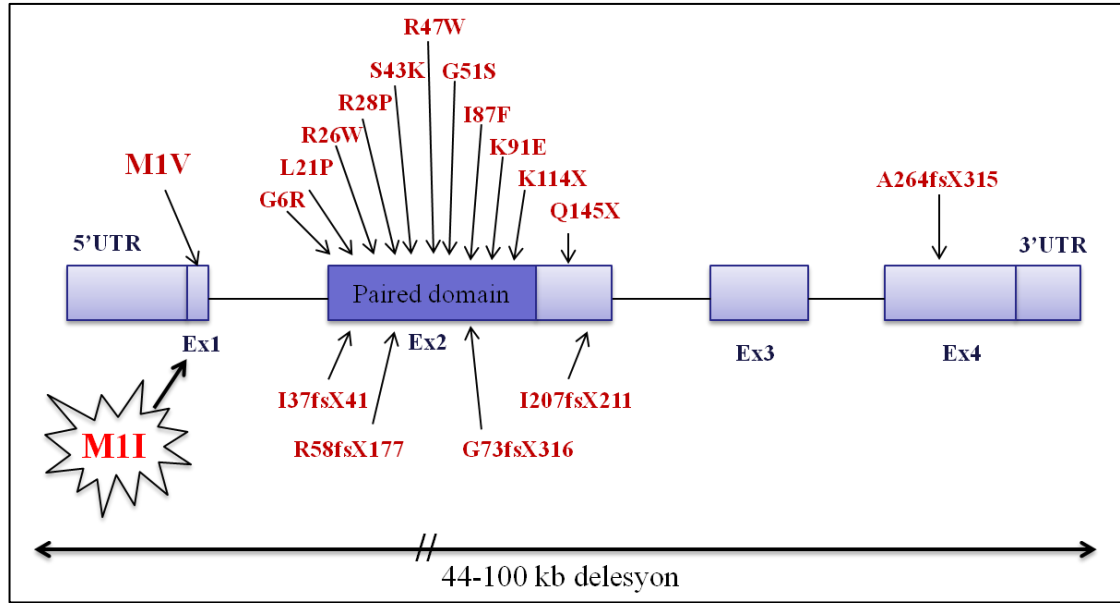 R47W
S43K
G51S
R28P
I87F
R26W
K91E
M1V
L21P
K114X
A264fsX315
G6R
Q145X
5’UTR
3’UTR
Paired domain
Ex1
Ex2
Ex3
Ex4
I37fsX41
I207fsX211
M1I
R58fsX177
G73fsX316
44-100 kb delesyon